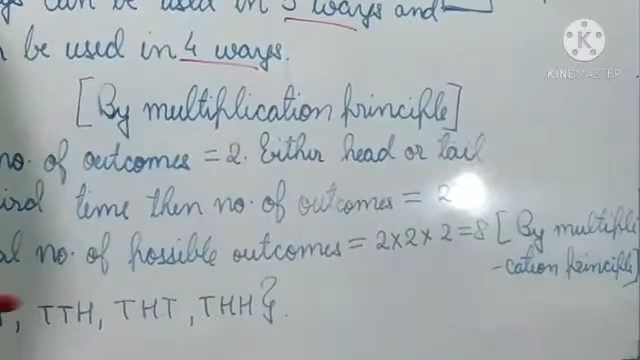 can be used in 3 ways and
be used in 4 ways.
[By multiplication principle]
no. of outcomes = 2. Either head or tail
time then no. of outcomes = 2
no. of possible outcomes = 2×2×2=8 [By multipli
-cation principle]
, TTH, THT, THH}.
KINEMASTER